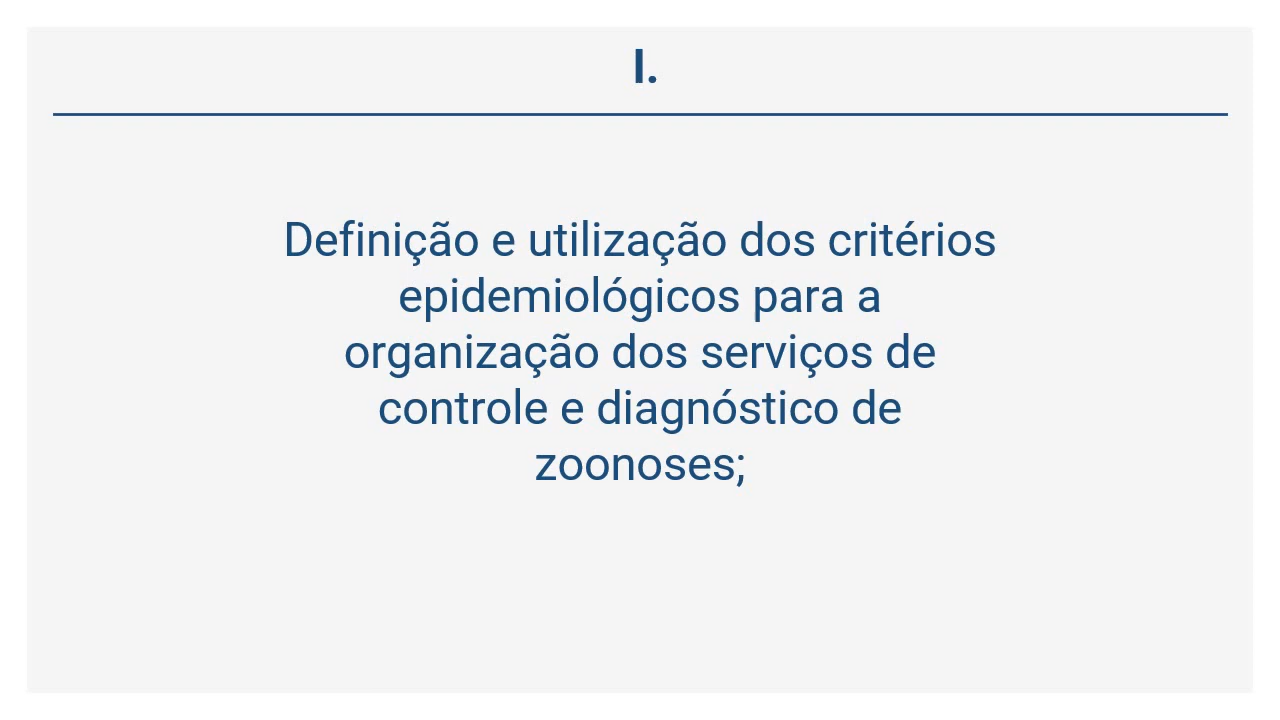 I.
Definição e utilização dos critérios
epidemiológicos para a
organização dos serviços de
controle e diagnóstico de
zoonoses;